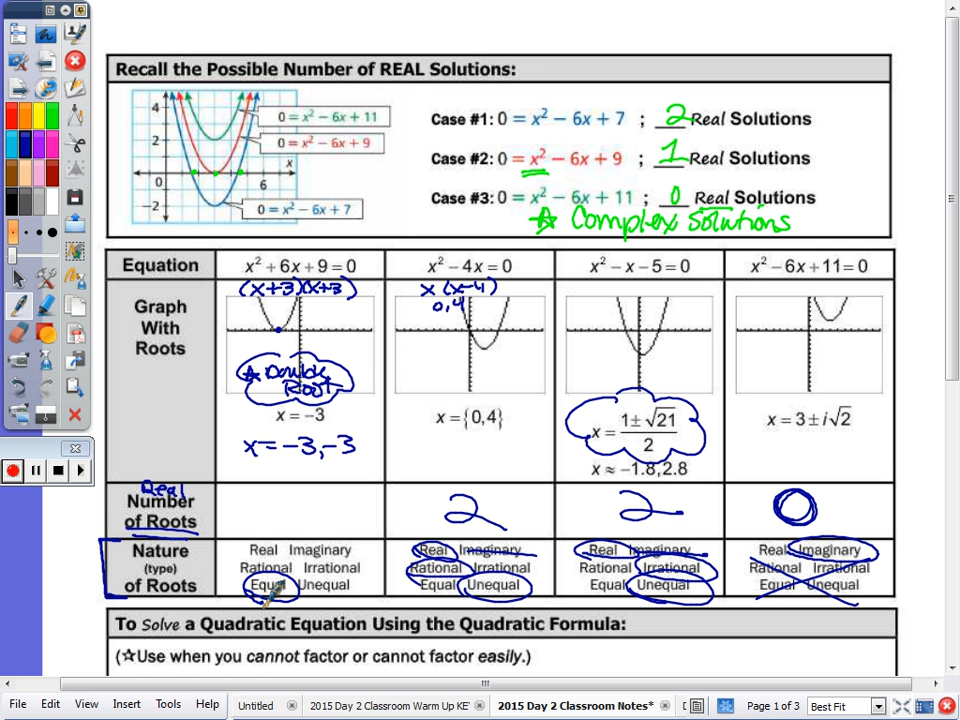 Recall the Possible Number of REAL Solutions:
4
2
0
−2
6
x
0 = x² − 6x + 11
0 = x² − 6x + 9
0 = x² − 6x + 7
Case #1: 0 = x² − 6x + 7 ; 2 Real Solutions
Case #2: 0 = x² − 6x + 9 ; 1 Real Solutions
Case #3: 0 = x² − 6x + 11 ; 0 Real Solutions
☆ Complex Solutions
Equation
x² + 6x + 9 = 0
x² − 4x = 0
x² − x − 5 = 0
x² − 6x + 11 = 0
Graph
With
Roots
(x+3)(x+3)
☆ Double
Root
x = −3
x = −3, −3
x (x−4)
0, 4
x = {0,4}
x = (1 ± √21)/2
x ≈ −1.8, 2.8
x = 3 ± i√2
Real
Number
of Roots
2
2
0
Nature
(type)
of Roots
Real Imaginary
Rational Irrational
Equal Unequal
Real Imaginary
Rational Irrational
Equal Unequal
Real Imaginary
Rational Irrational
Equal Unequal
Real Imaginary
Rational Irrational
Equal Unequal
To Solve a Quadratic Equation Using the Quadratic Formula:
(☆Use when you cannot factor or cannot factor easily.)
File Edit View Insert Tools Help
Untitled
2015 Day 2 Classroom Warm Up KE
2015 Day 2 Classroom Notes*
Page 1 of 3
Best Fit